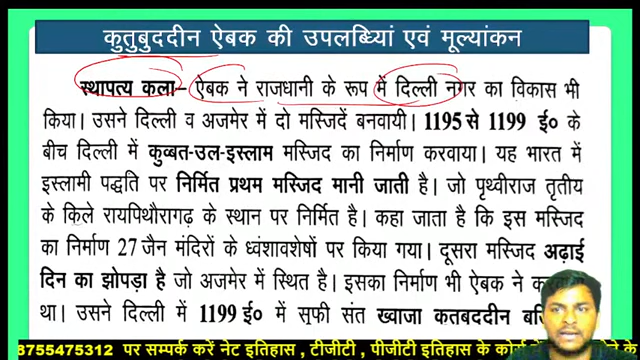 कुतुबुददीन ऐबक की उपलब्धियां एवं मूल्यांकन
स्थापत्य कला- ऐबक ने राजधानी के रूप में दिल्ली नगर का विकास भी
किया। उसने दिल्ली व अजमेर में दो मस्जिदें बनवायी। 1195 से 1199 ई० के
बीच दिल्ली में कुव्बत-उल-इस्लाम मस्जिद का निर्माण करवाया। यह भारत में
इस्लामी पद्धति पर निर्मित प्रथम मस्जिद मानी जाती है। जो पृथ्वीराज तृतीय
के किले रायपिथौरागढ़ के स्थान पर निर्मित है। कहा जाता है कि इस मस्जिद
का निर्माण 27 जैन मंदिरों के ध्वंशावशेषों पर किया गया। दूसरा मस्जिद अढ़ाई
दिन का झोपड़ा है जो अजमेर में स्थित है। इसका निर्माण भी ऐबक ने
था। उसने दिल्ली में 1199 ई० में सूफी संत ख्वाजा कुतुबददीन
8755475312 पर सम्पर्क करें नेट इतिहास , टीजीटी , पीजीटी इतिहास के कोर्स के